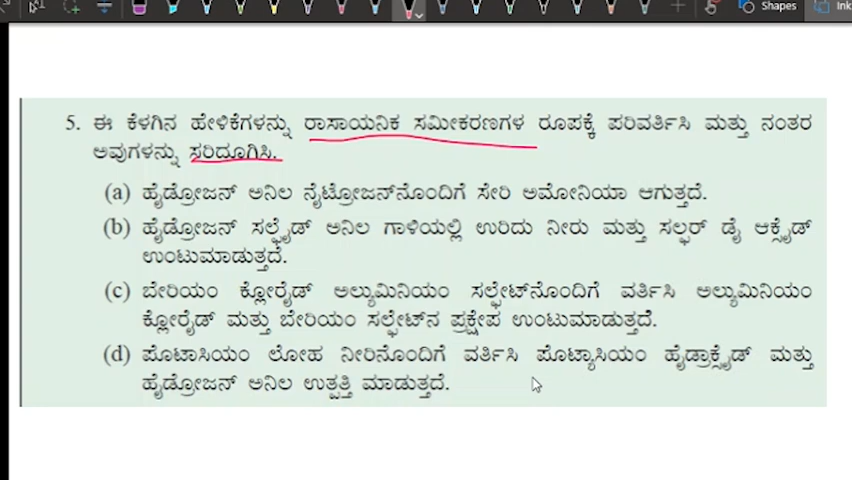 Shapes
Ink
5. ಈ ಕೆಳಗಿನ ಹೇಳಿಕೆಗಳನ್ನು ರಾಸಾಯನಿಕ ಸಮೀಕರಣಗಳ ರೂಪಕ್ಕೆ ಪರಿವರ್ತಿಸಿ ಮತ್ತು ನಂತರ
ಅವುಗಳನ್ನು ಸರಿದೂಗಿಸಿ.
(a) ಹೈಡ್ರೋಜನ್ ಅನಿಲ ನೈಟ್ರೋಜನ್‌ನೊಂದಿಗೆ ಸೇರಿ ಅಮೋನಿಯಾ ಆಗುತ್ತದೆ.
(b) ಹೈಡ್ರೋಜನ್ ಸಲ್ಫೈಡ್ ಅನಿಲ ಗಾಳಿಯಲ್ಲಿ ಉರಿದು ನೀರು ಮತ್ತು ಸಲ್ಫರ್ ಡೈ ಆಕ್ಸೈಡ್
ಉಂಟುಮಾಡುತ್ತದೆ.
(c) ಬೇರಿಯಂ ಕ್ಲೋರೈಡ್ ಅಲ್ಯುಮಿನಿಯಂ ಸಲ್ಫೇಟ್‌ನೊಂದಿಗೆ ವರ್ತಿಸಿ ಅಲ್ಯುಮಿನಿಯಂ
ಕ್ಲೋರೈಡ್ ಮತ್ತು ಬೇರಿಯಂ ಸಲ್ಫೇಟ್‌ನ ಪ್ರಕ್ಷೇಪ ಉಂಟುಮಾಡುತ್ತದೆ.
(d) ಪೊಟಾಸಿಯಂ ಲೋಹ ನೀರಿನೊಂದಿಗೆ ವರ್ತಿಸಿ ಪೊಟ್ಯಾಸಿಯಂ ಹೈಡ್ರಾಕ್ಸೈಡ್ ಮತ್ತು
ಹೈಡ್ರೋಜನ್ ಅನಿಲ ಉತ್ಪತ್ತಿ ಮಾಡುತ್ತದೆ.